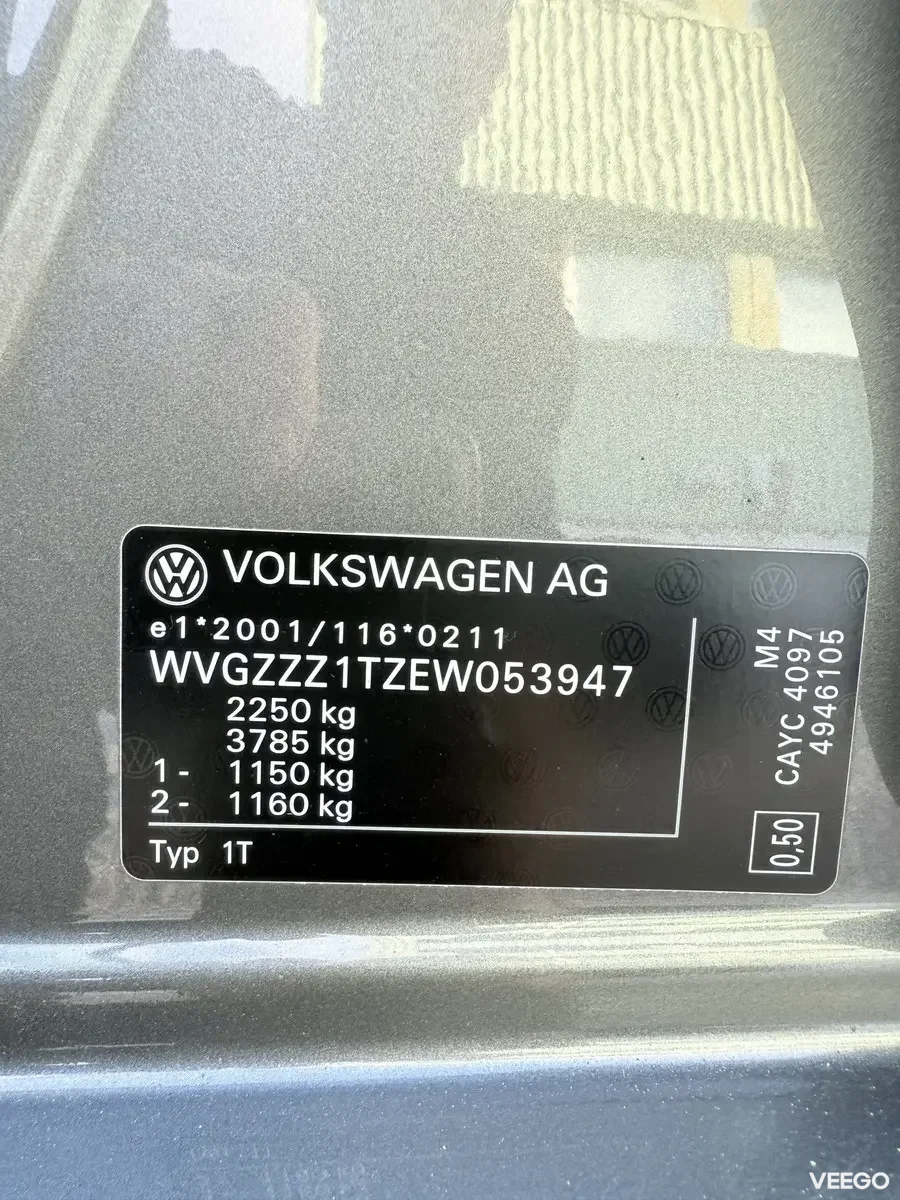 VOLKSWAGEN AG
e1*2001/116*0211
WVGZZZ1TZEW053947
2250 kg
3785 kg
1- 1150 kg
2- 1160 kg
Typ 1T
M4
CAYC 4097
4946105
0,50
VEEGO